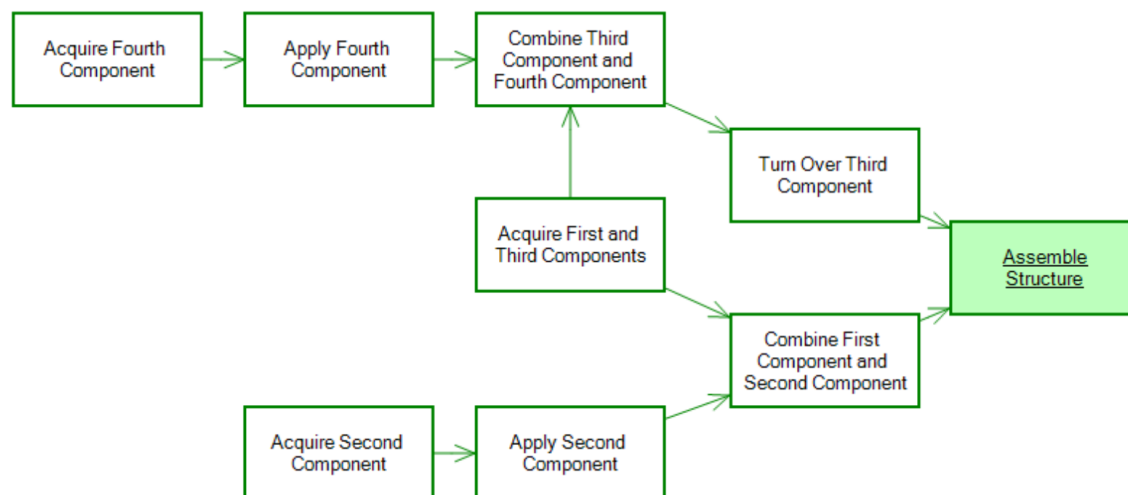 Acquire Fourth
Component
Apply Fourth
Component
Combine Third
Component and
Fourth Component
Turn Over Third
Component
Acquire First and
Third Components
Assemble
Structure
Combine First
Component and
Second Component
Acquire Second
Component
Apply Second
Component